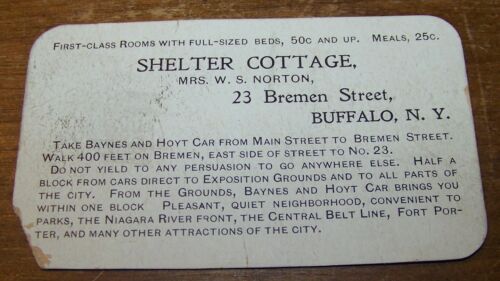 First-class Rooms with full-sized beds, 50c and up. Meals, 25c.
SHELTER COTTAGE,
MRS. W. S. NORTON,
23 Bremen Street,
BUFFALO, N. Y.
Take Baynes and Hoyt Car from Main Street to Bremen Street.
Walk 400 feet on Bremen, east side of street to No. 23.
Do not yield to any persuasion to go anywhere else. Half a
block from cars direct to Exposition Grounds and to all parts of
the city. From the Grounds, Baynes and Hoyt Car brings you
within one block Pleasant, quiet neighborhood, convenient to
parks, the Niagara River front, the Central Belt Line, Fort Por-
ter, and many other attractions of the city.